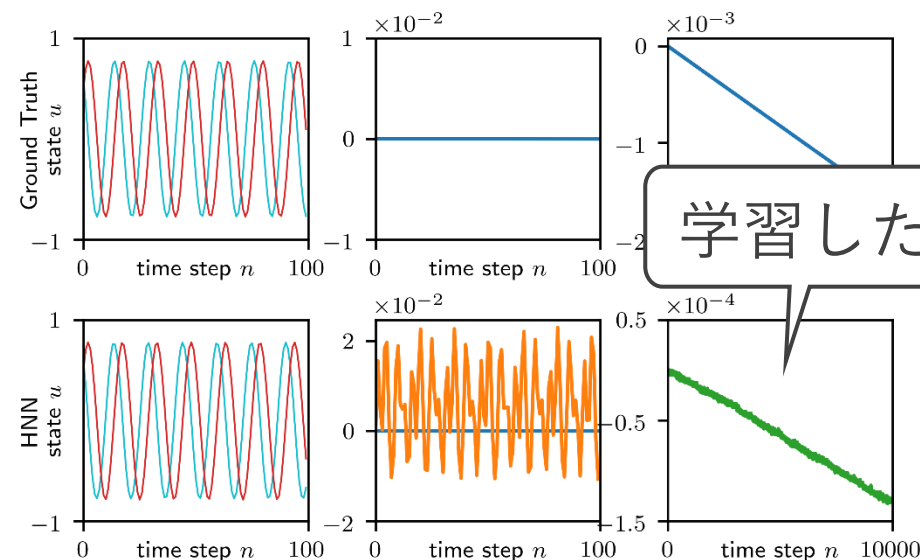 ×10⁻² ×10⁻³
1 1 0
Ground Truth
state u
0 −1
−1 −1 −2
0 time step n 100 0 time step n 100
学習した
×10⁻² ×10⁻⁴
1 2 0.5
HNN
state u
0 −0.5
−1 −2 −1.5
0 time step n 100 0 time step n 100 0 time step n 10000